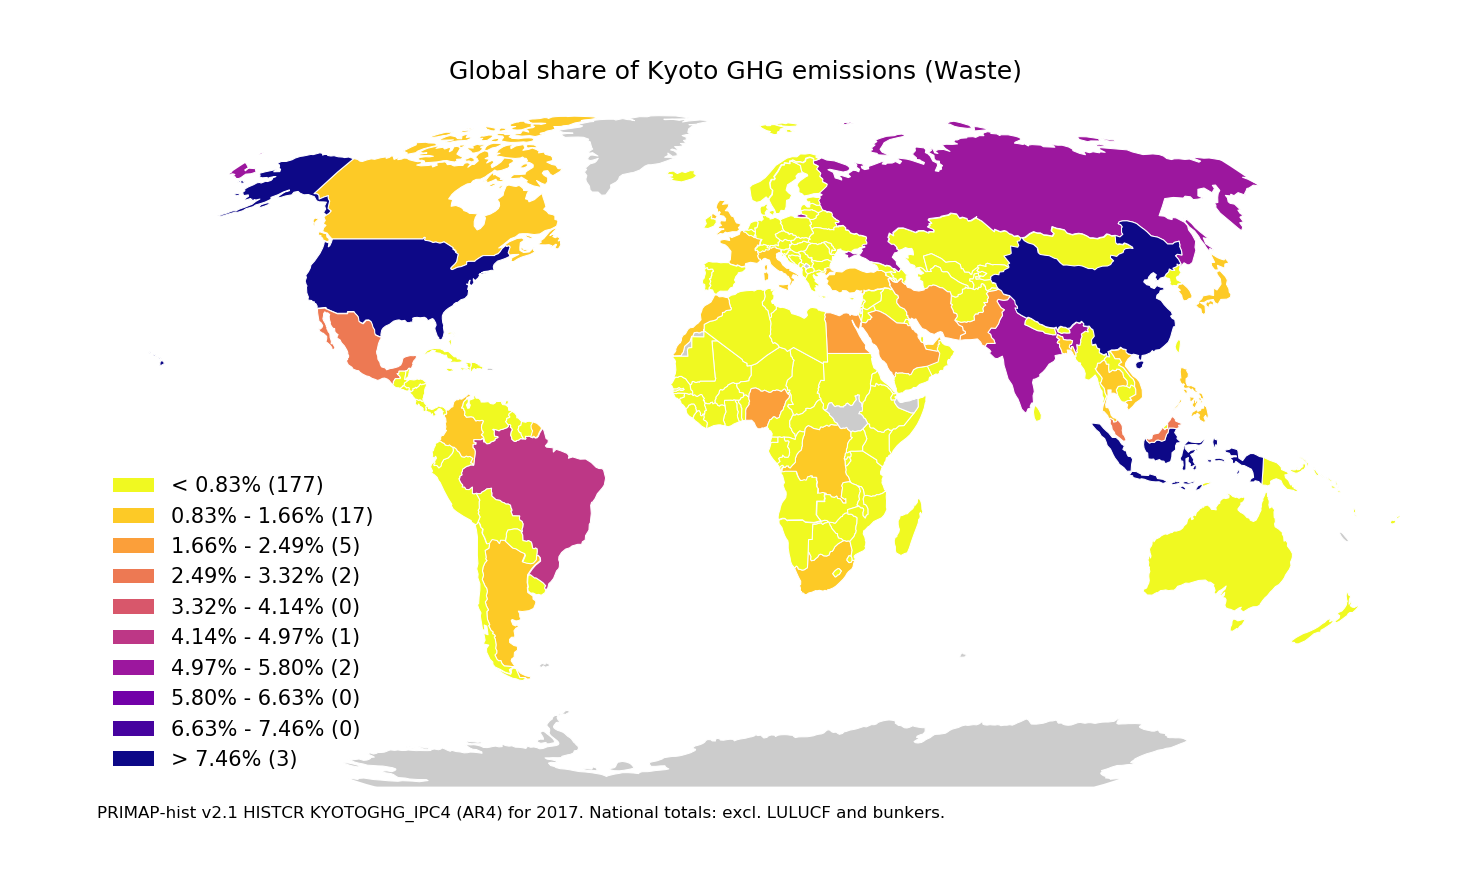 Global share of Kyoto GHG emissions (Waste)
< 0.83% (177)
0.83% - 1.66% (17)
1.66% - 2.49% (5)
2.49% - 3.32% (2)
3.32% - 4.14% (0)
4.14% - 4.97% (1)
4.97% - 5.80% (2)
5.80% - 6.63% (0)
6.63% - 7.46% (0)
> 7.46% (3)
PRIMAP-hist v2.1 HISTCR KYOTOGHG_IPC4 (AR4) for 2017. National totals: excl. LULUCF and bunkers.